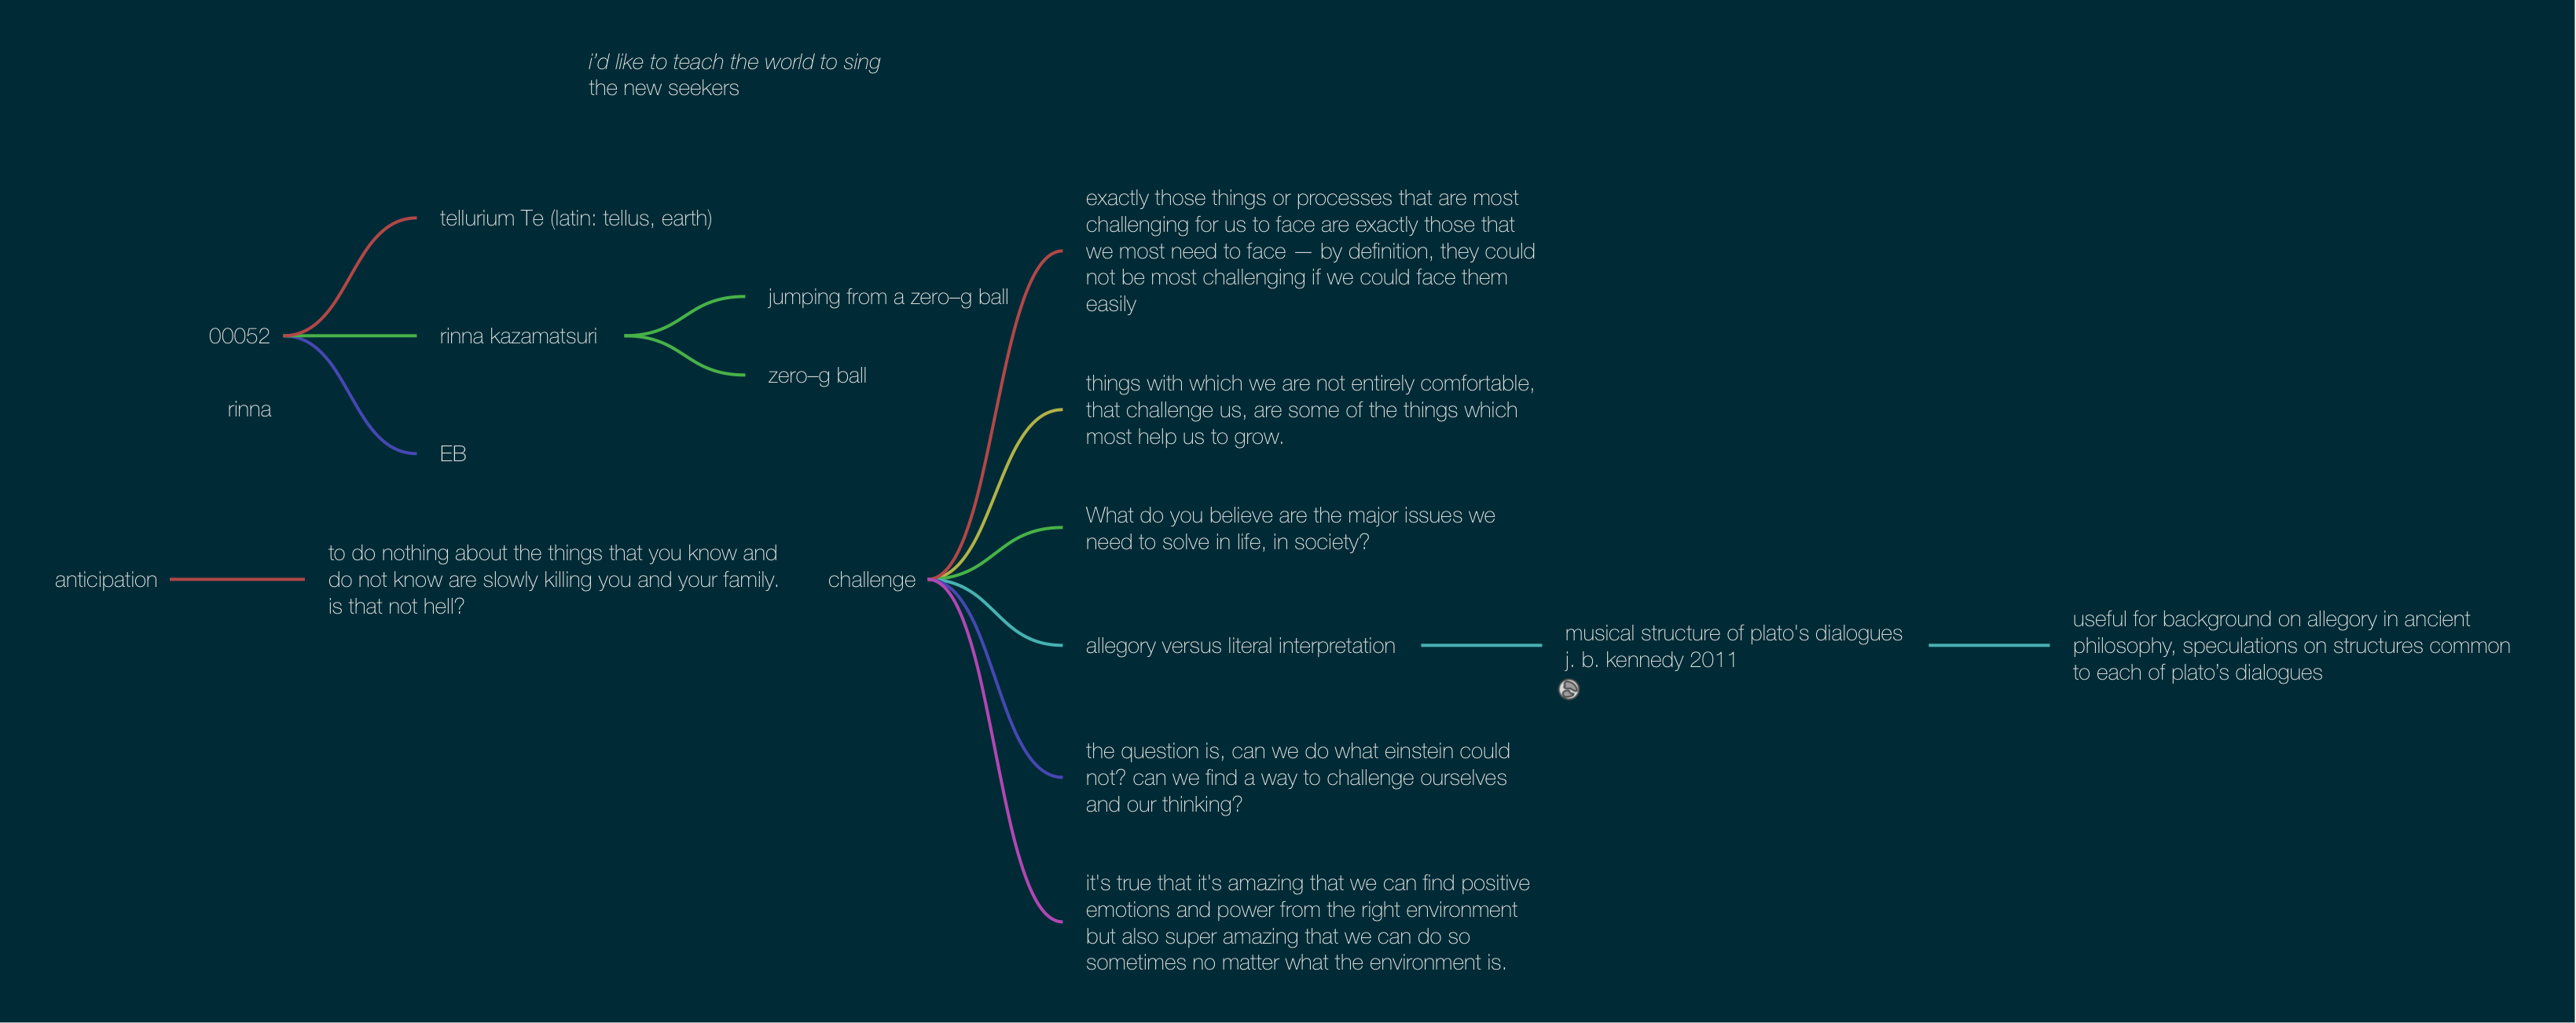 i'd like to teach the world to sing
the new seekers
tellurium Te (latin: tellus, earth)
00052
rinna kazamatsuri
jumping from a zero–g ball
zero–g ball
rinna
EB
anticipation
to do nothing about the things that you know and
do not know are slowly killing you and your family.
is that not hell?
challenge
exactly those things or processes that are most
challenging for us to face are exactly those that
we most need to face — by definition, they could
not be most challenging if we could face them
easily
things with which we are not entirely comfortable,
that challenge us, are some of the things which
most help us to grow.
What do you believe are the major issues we
need to solve in life, in society?
allegory versus literal interpretation
musical structure of plato's dialogues
j. b. kennedy 2011
useful for background on allegory in ancient
philosophy, speculations on structures common
to each of plato’s dialogues
the question is, can we do what einstein could
not? can we find a way to challenge ourselves
and our thinking?
it's true that it's amazing that we can find positive
emotions and power from the right environment
but also super amazing that we can do so
sometimes no matter what the environment is.